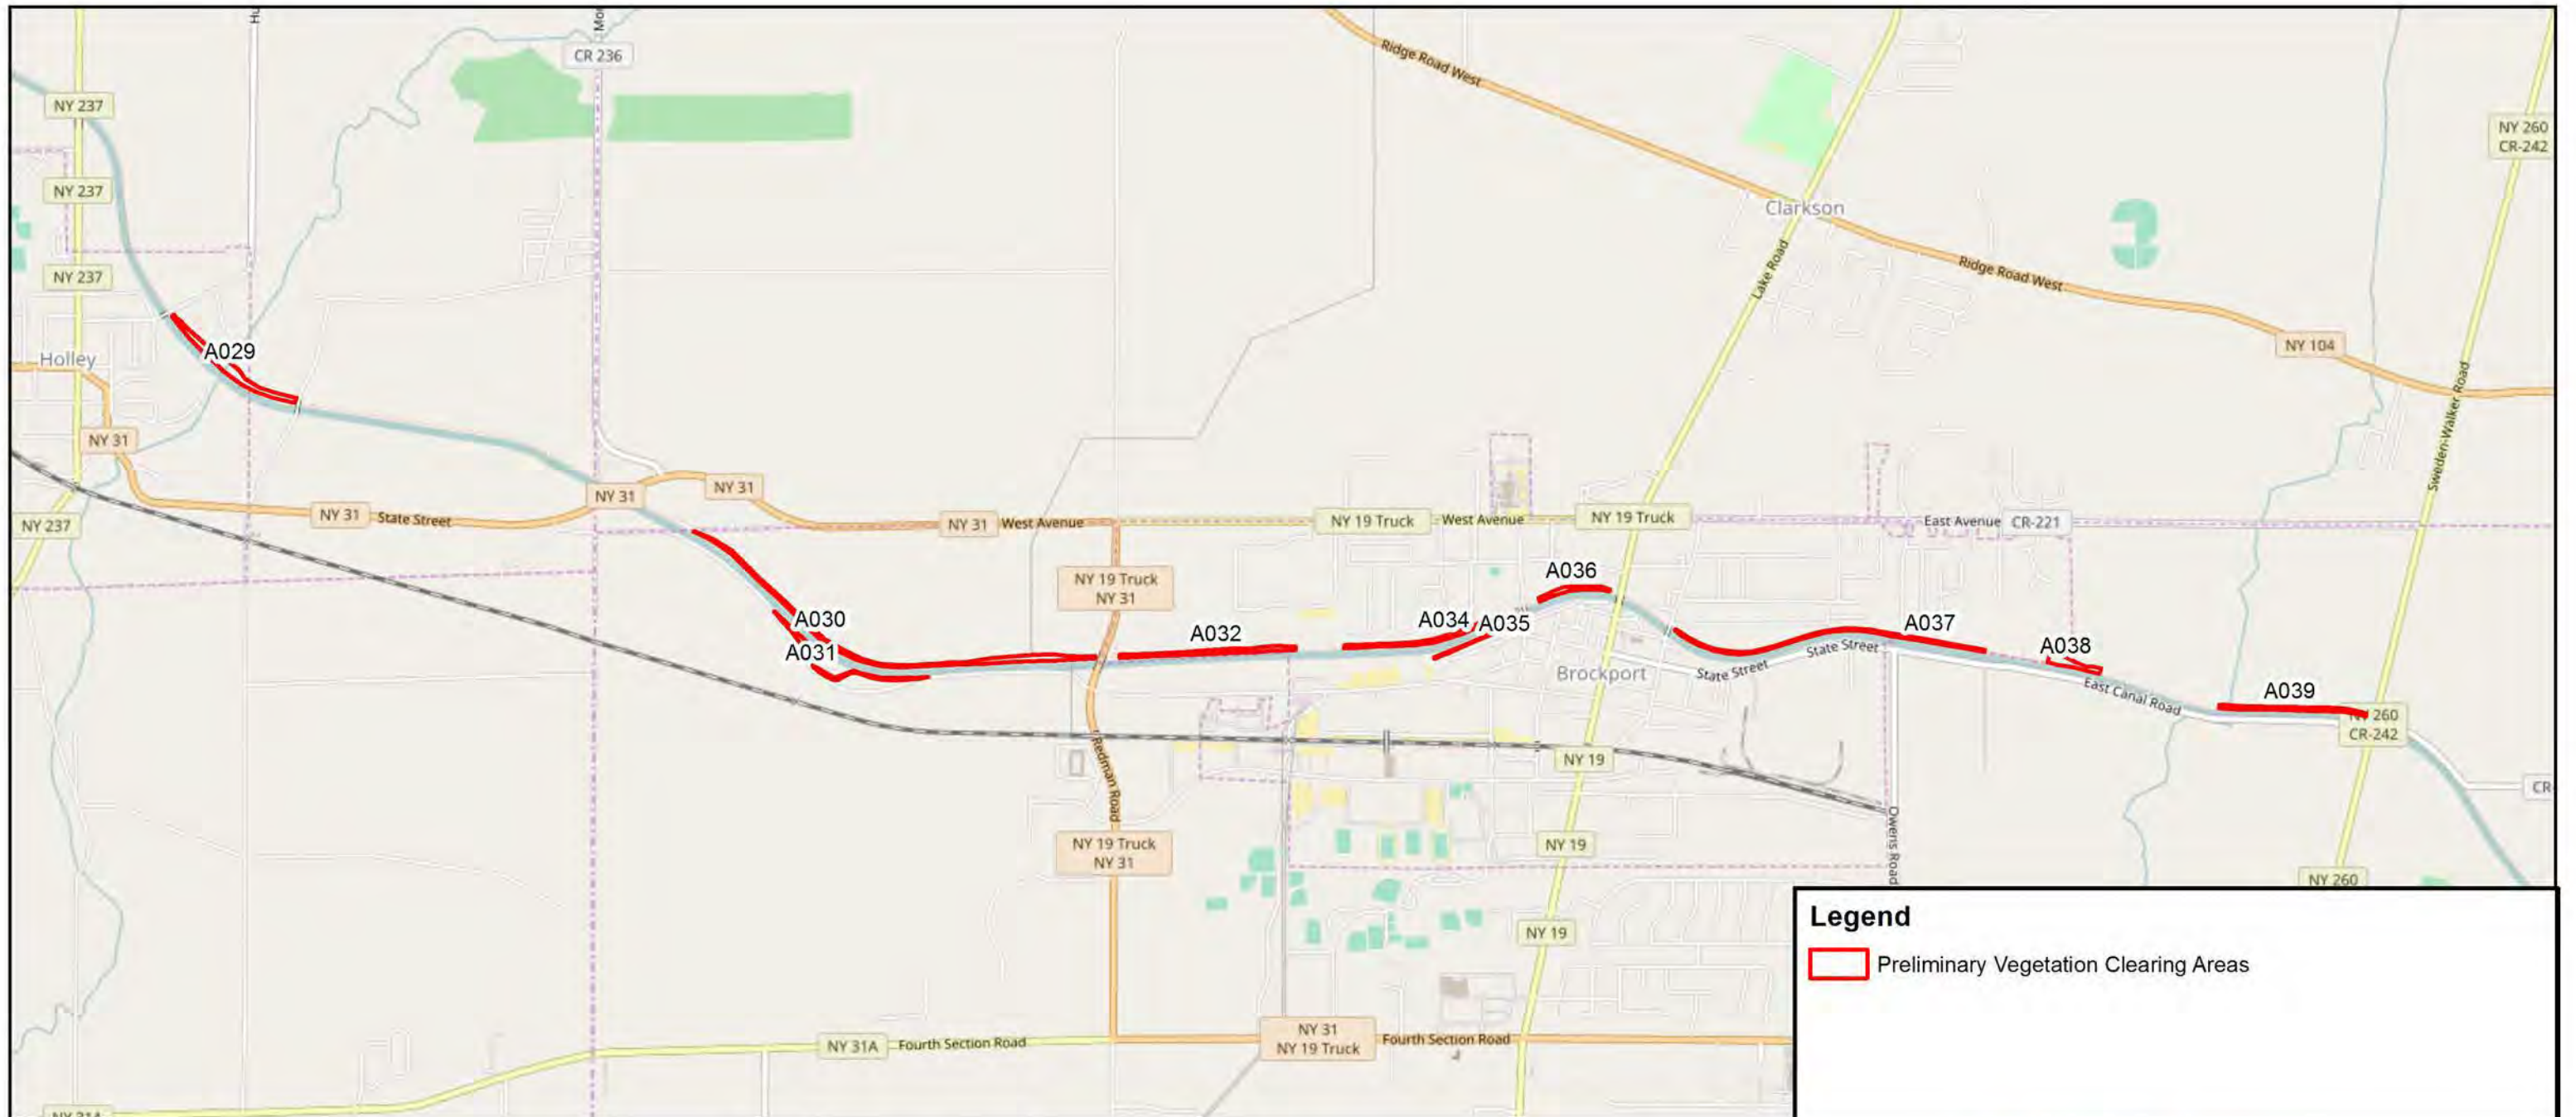 CR 236
Ridge Road West
NY 237
NY 260
CR-242
NY 237
Clarkson
NY 237
Lake Road
Ridge Road West
NY 104
A029
Holley
Sweden-Walker Road
NY 31
NY 31
NY 31
NY 31
State Street
NY 237
NY 31
West Avenue
NY 19 Truck
West Avenue
NY 19 Truck
East Avenue
CR-221
NY 19 Truck
NY 31
A036
A030
A031
A032
A034
A035
A037
A038
Brockport
State Street
State Street
East Canal Road
A039
NY 260
CR-242
Redman Road
NY 19
CR
Owens Road
NY 19 Truck
NY 31
NY 19
NY 260
NY 19
Legend
Preliminary Vegetation Clearing Areas
NY 31A
Fourth Section Road
NY 31
NY 19 Truck
Fourth Section Road